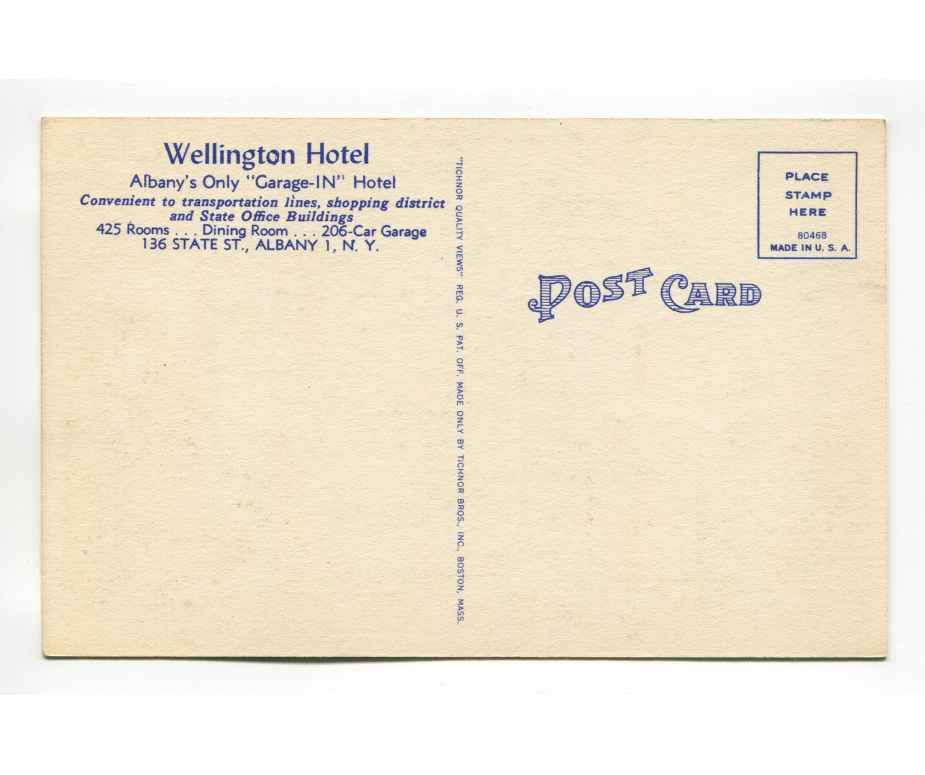 Wellington Hotel
Albany's Only "Garage-IN" Hotel
Convenient to transportation lines, shopping district
and State Office Buildings
425 Rooms . . . Dining Room . . . 206-Car Garage
136 STATE ST., ALBANY 1, N. Y.
"TICHNOR QUALITY VIEWS" REG. U. S. PAT. OFF. MADE ONLY BY TICHNOR BROS., INC., BOSTON, MASS.
POST CARD
PLACE
STAMP
HERE
80468
MADE IN U. S. A.